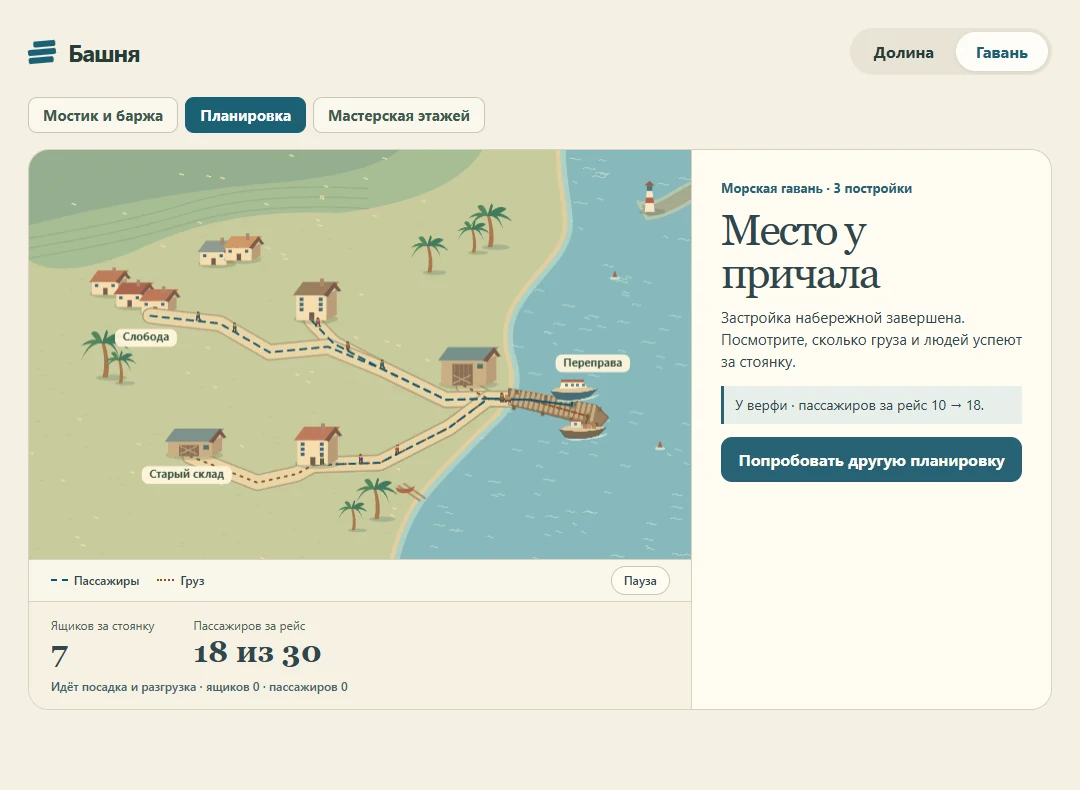 Башня
Долина
Гавань
Мостик и баржа
Планировка
Мастерская этажей
Слобода
Переправа
Старый склад
Пассажиры
Груз
Пауза
Ящиков за стоянку
7
Пассажиров за рейс
18 из 30
Идёт посадка и разгрузка · ящиков 0 · пассажиров 0
Морская гавань · 3 постройки
Место у
причала
Застройка набережной завершена.
Посмотрите, сколько груза и людей успеют
за стоянку.
У верфи · пассажиров за рейс 10 → 18.
Попробовать другую планировку